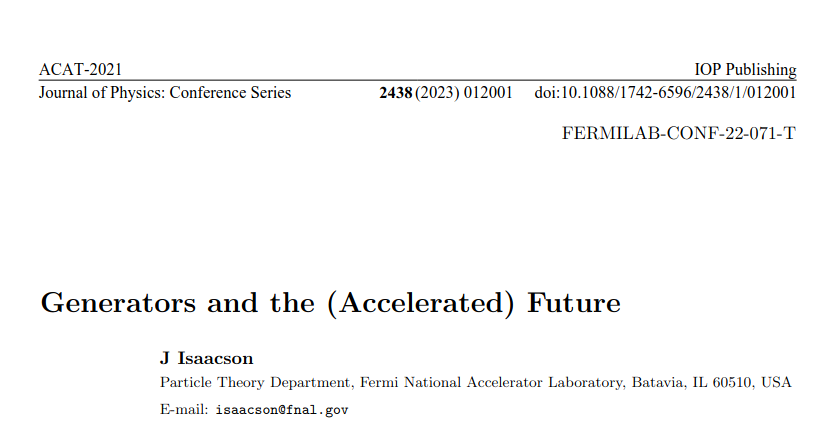 ACAT-2021 IOP Publishing
Journal of Physics: Conference Series 2438 (2023) 012001 doi:10.1088/1742-6596/2438/1/012001
FERMILAB-CONF-22-071-T
Generators and the (Accelerated) Future
J Isaacson
Particle Theory Department, Fermi National Accelerator Laboratory, Batavia, IL 60510, USA
E-mail: isaacson@fnal.gov